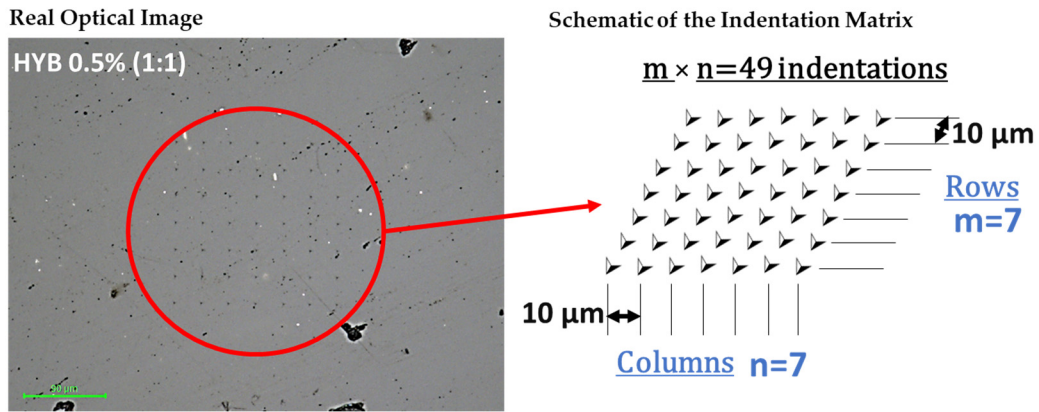 Real Optical Image
Schematic of the Indentation Matrix
HYB 0.5% (1:1)
m × n=49 indentations
10 µm
Rows
m=7
10 µm
Columns n=7